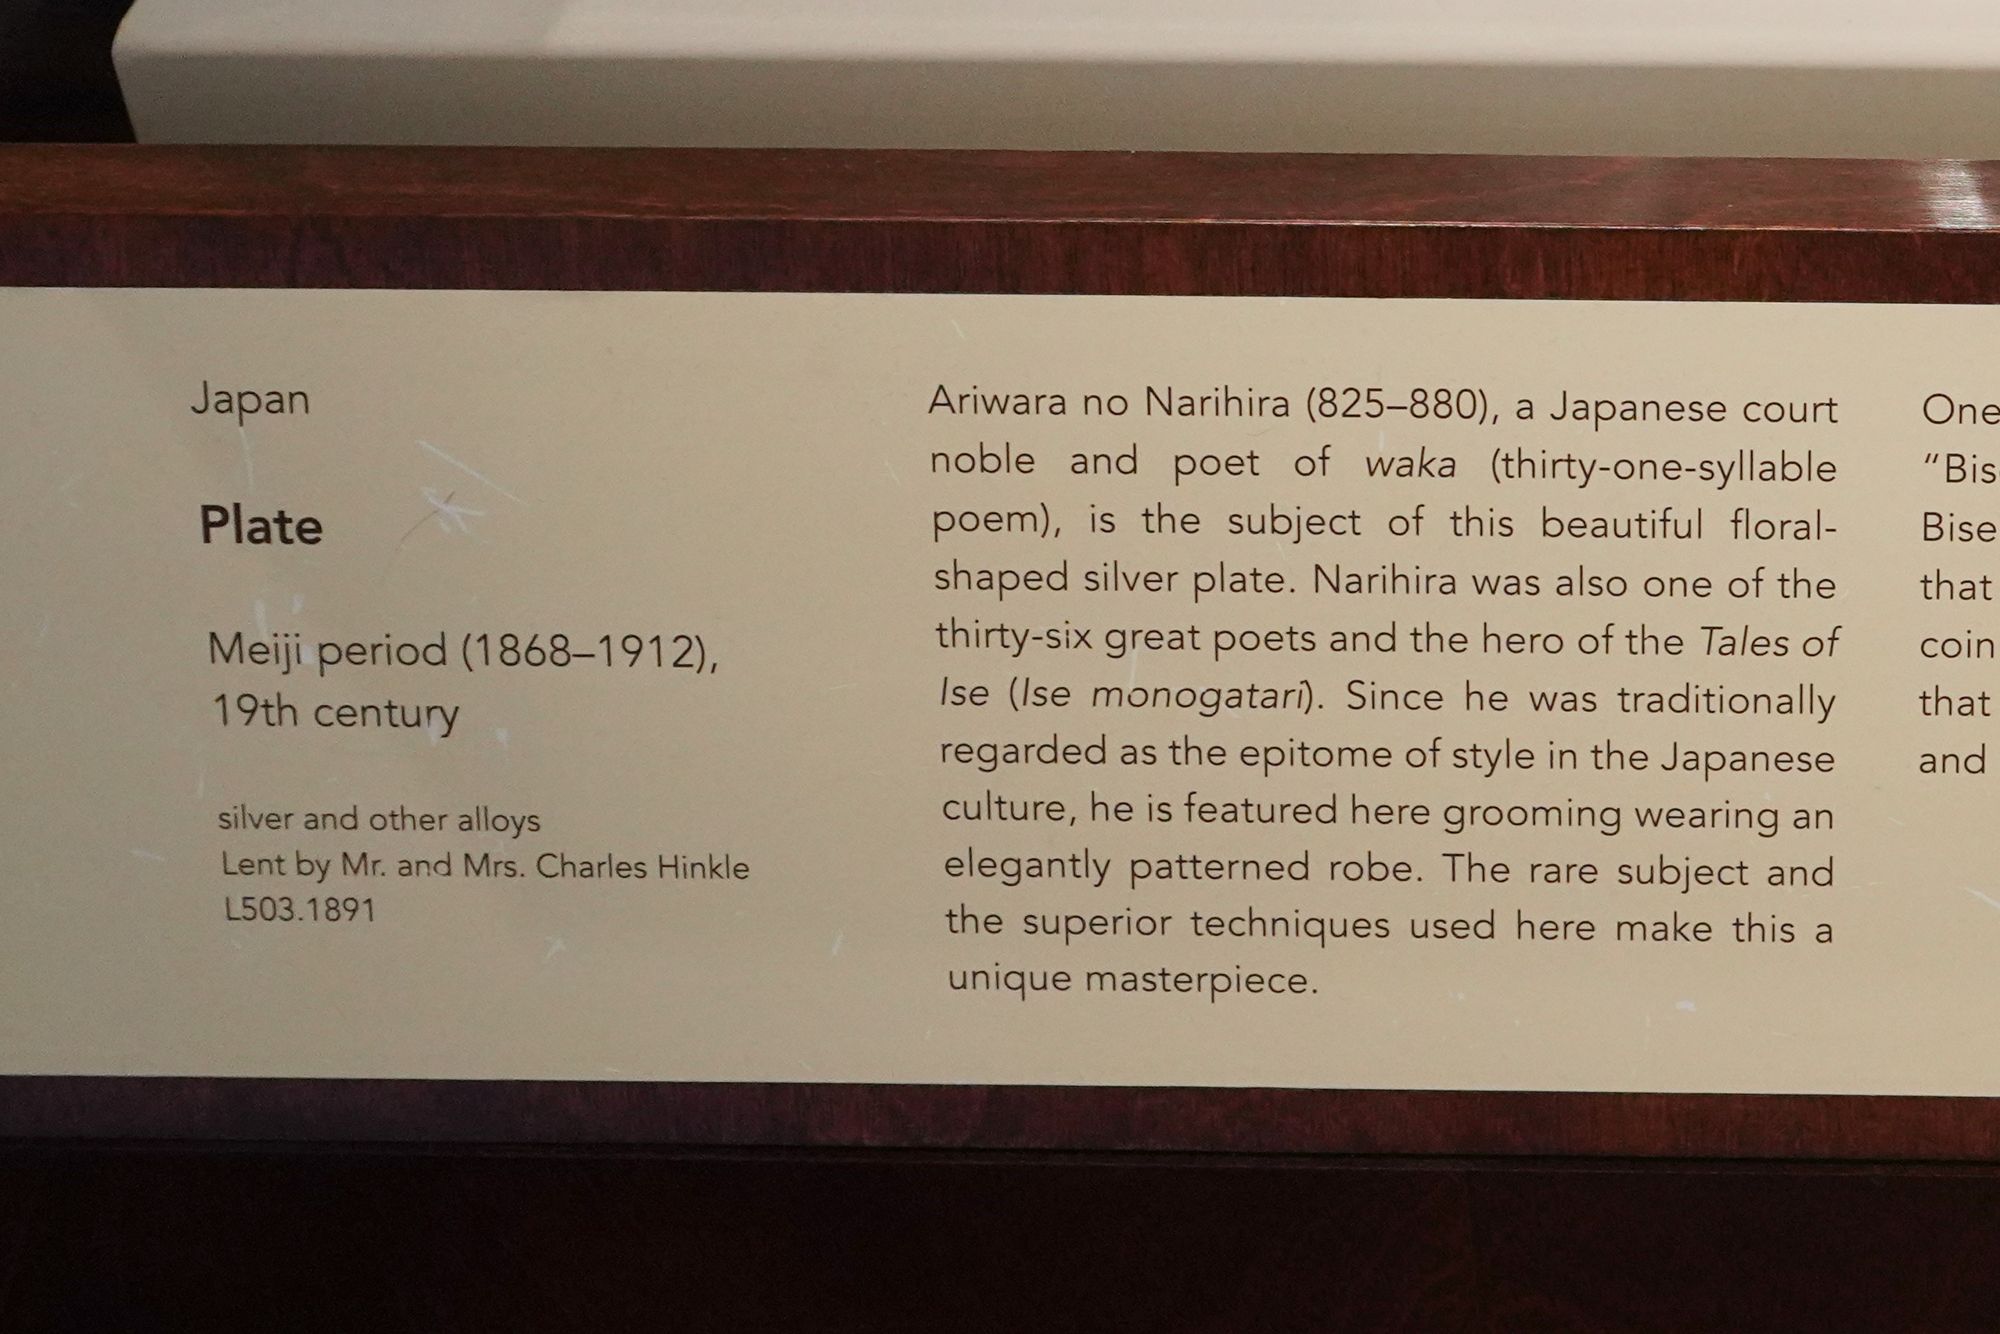 Japan
Plate
Meiji period (1868–1912),
19th century
silver and other alloys
Lent by Mr. and Mrs. Charles Hinkle
L503.1891
Ariwara no Narihira (825–880), a Japanese court
noble and poet of waka (thirty-one-syllable
poem), is the subject of this beautiful floral-
shaped silver plate. Narihira was also one of the
thirty-six great poets and the hero of the Tales of
Ise (Ise monogatari). Since he was traditionally
regarded as the epitome of style in the Japanese
culture, he is featured here grooming wearing an
elegantly patterned robe. The rare subject and
the superior techniques used here make this a
unique masterpiece.
One
“Bis
Bise
that
coin
that
and